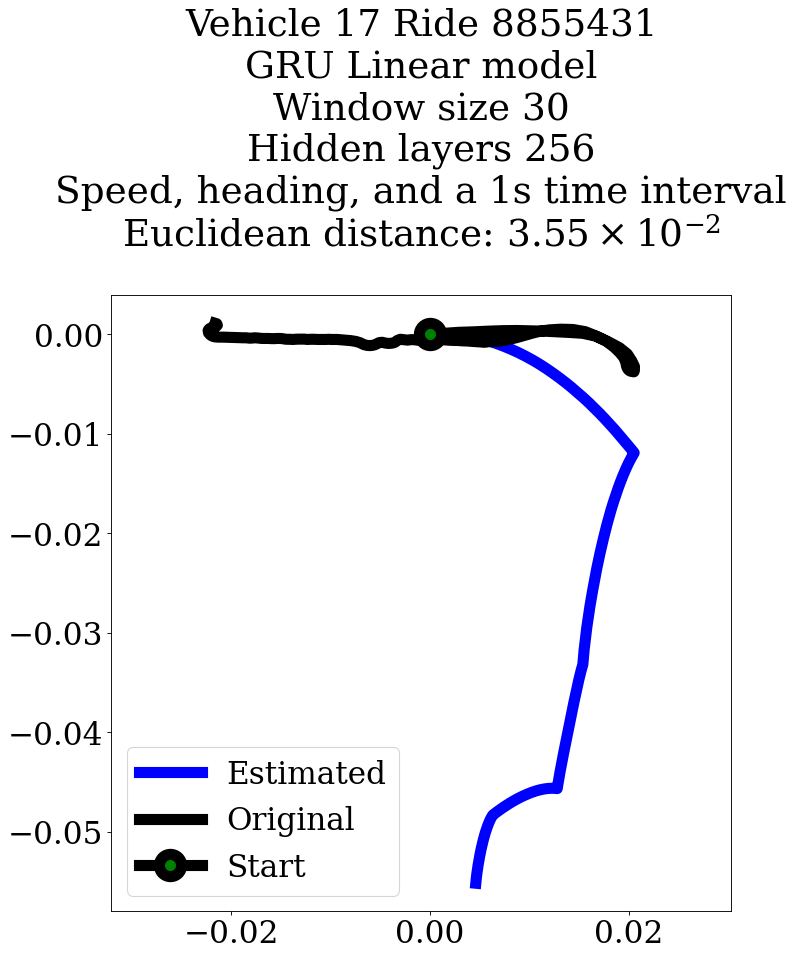 Vehicle 17 Ride 8855431
GRU Linear model
Window size 30
Hidden layers 256
Speed, heading, and a 1s time interval
Euclidean distance: 3.55 × 10⁻²
0.00
−0.01
−0.02
−0.03
−0.04
−0.05
Estimated
Original
Start
−0.02 0.00 0.02